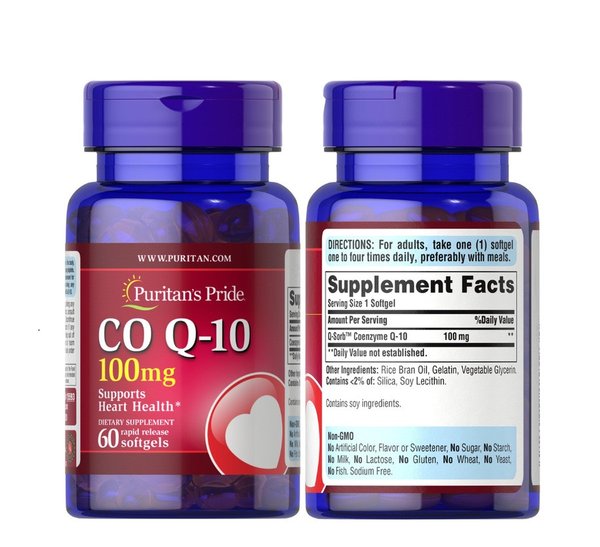 WWW.PURITAN.COM
Puritan's Pride
CO Q-10
100mg
Supports
Heart Health*
DIETARY SUPPLEMENT
60 rapid release
softgels
DIRECTIONS: For adults, take one (1) softgel
one to four times daily, preferably with meals.
Supplement Facts
Serving Size 1 Softgel
Amount Per Serving %Daily Value
Q-Sorb™ Coenzyme Q-10 100 mg **
**Daily Value not established.
Other Ingredients: Rice Bran Oil, Gelatin, Vegetable Glycerin.
Contains <2% of: Silica, Soy Lecithin.
Contains soy ingredients.
Non-GMO
No Artificial Color, Flavor or Sweetener, No Sugar, No Starch,
No Milk, No Lactose, No Gluten, No Wheat, No Yeast,
No Fish. Sodium Free.